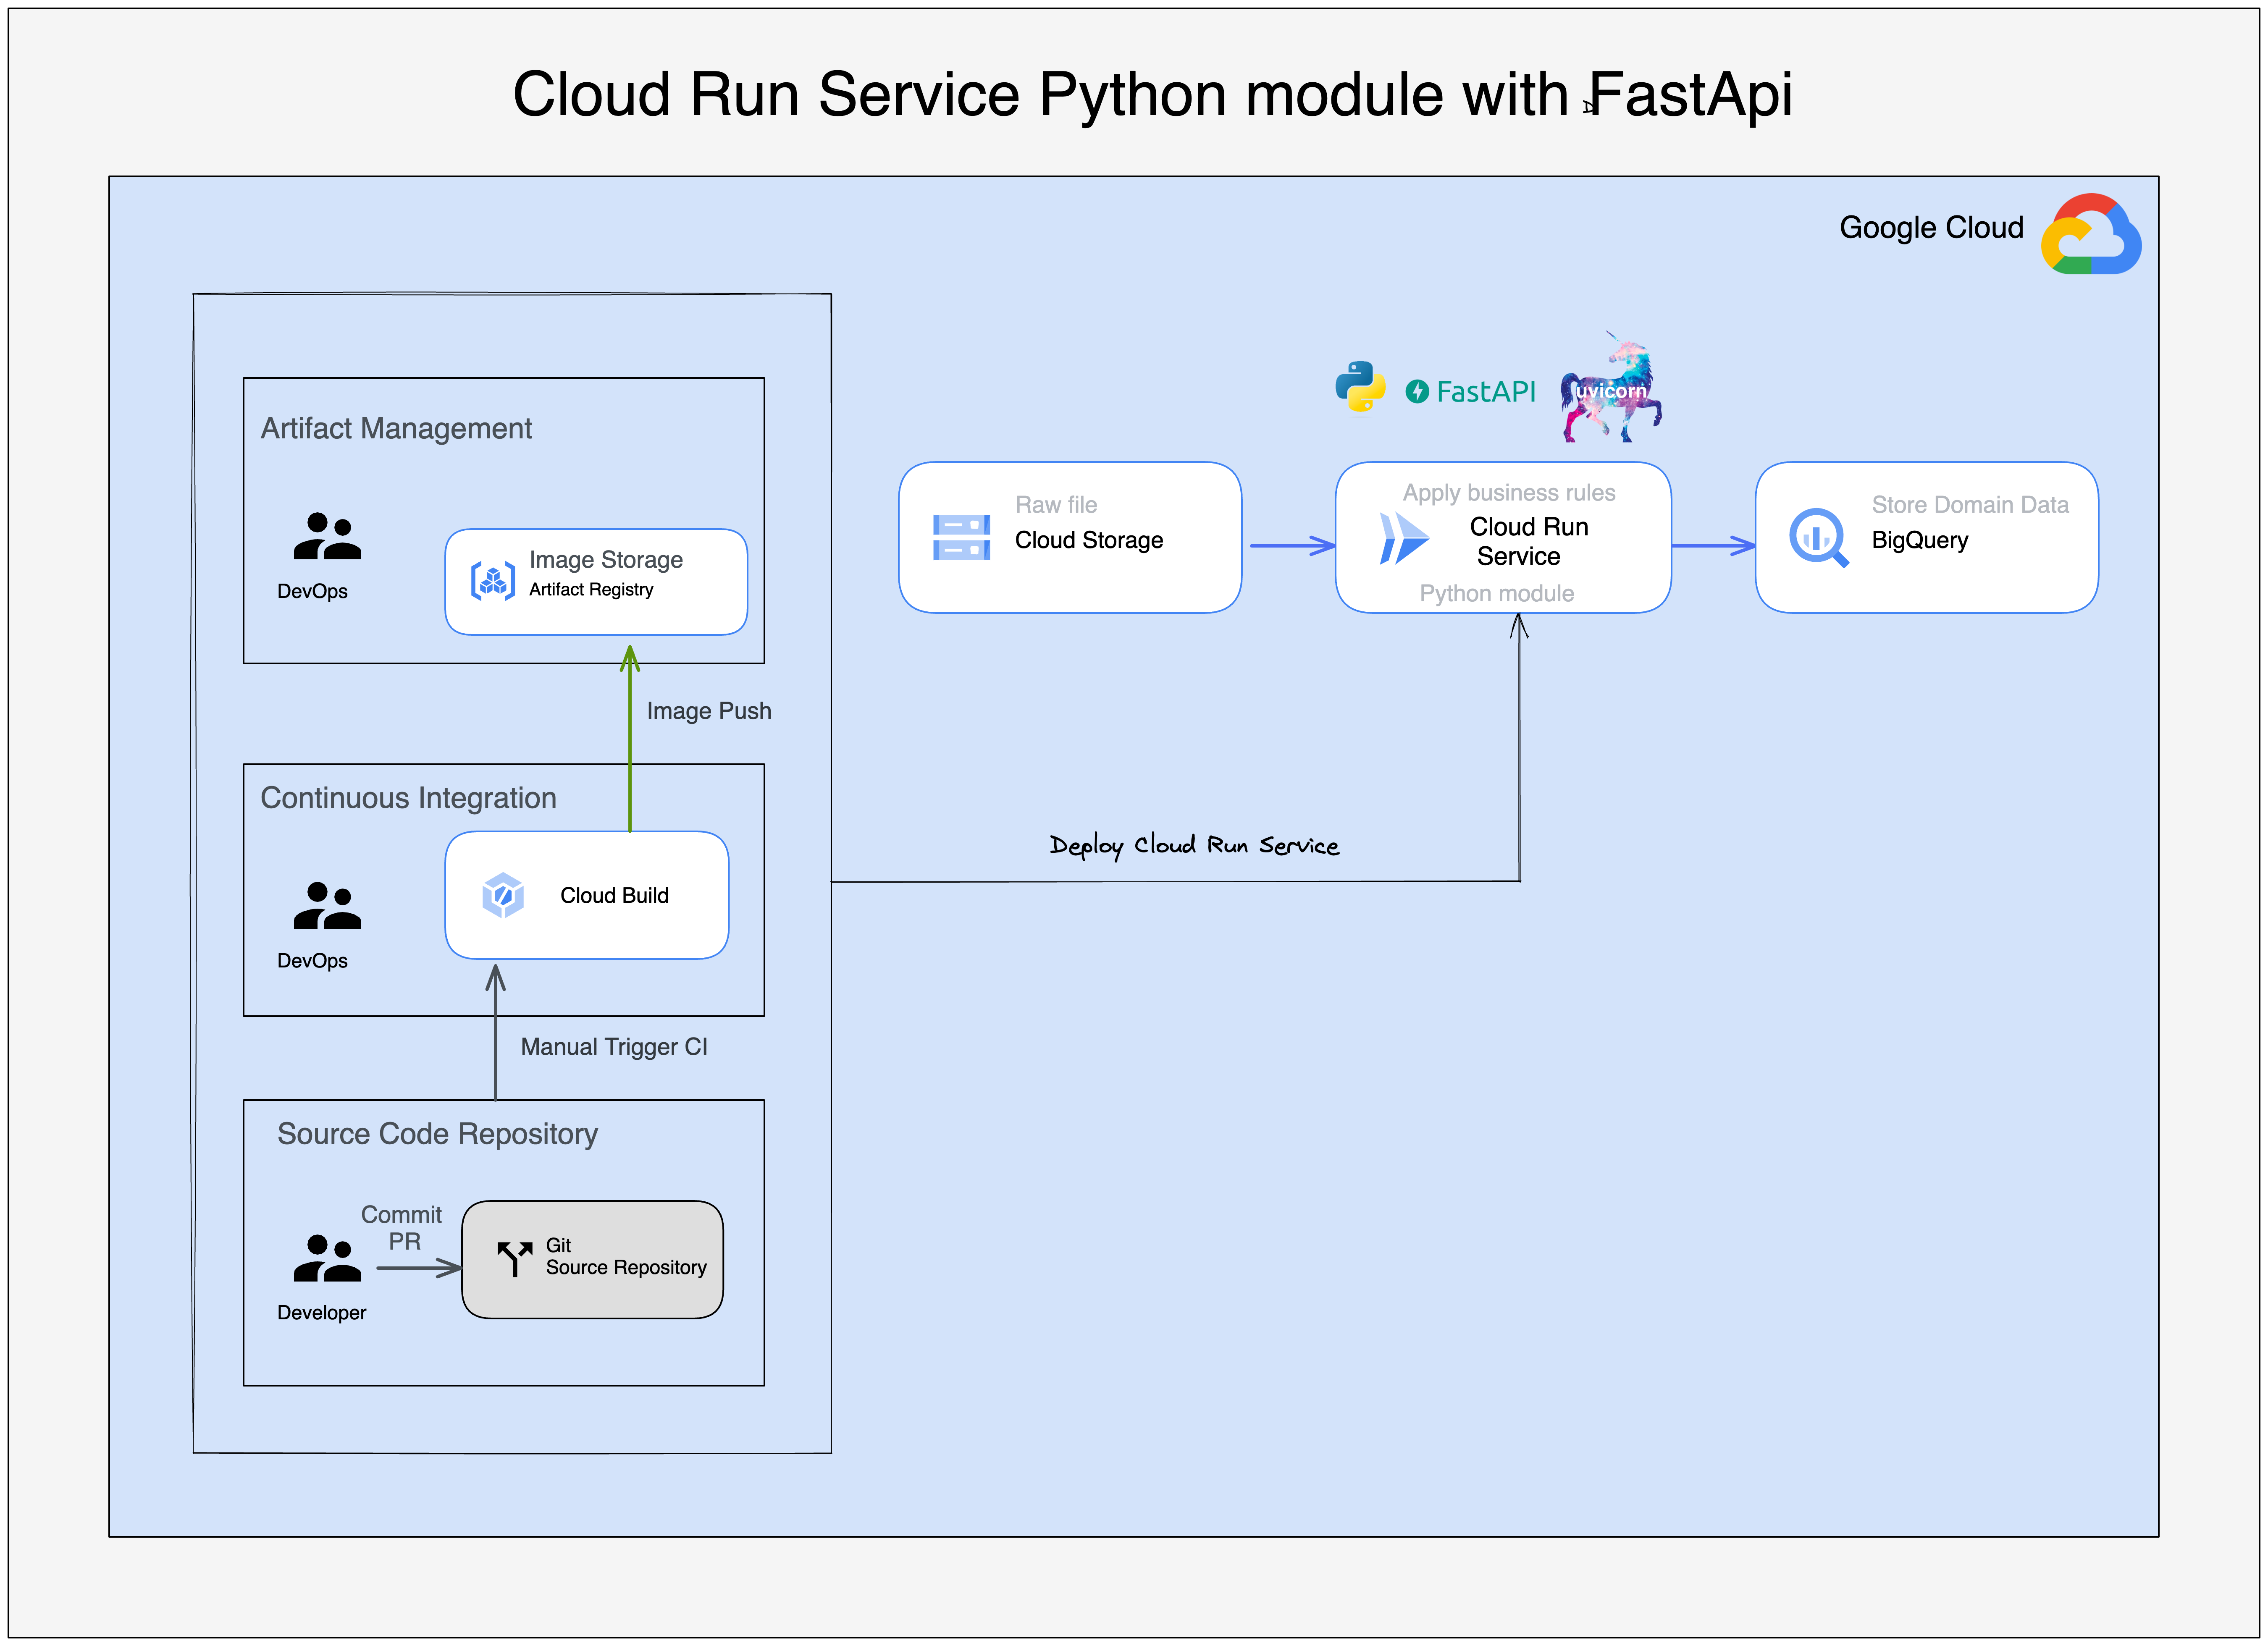 Cloud Run Service Python module with FastApi
D
Google Cloud
Artifact Management
DevOps
Image Storage
Artifact Registry
Image Push
Continuous Integration
DevOps
Cloud Build
Manual Trigger CI
Source Code Repository
Commit
PR
Developer
Git
Source Repository
FastAPI
uvicorn
Raw file
Cloud Storage
Apply business rules
Cloud Run
Service
Python module
Store Domain Data
BigQuery
Deploy Cloud Run Service